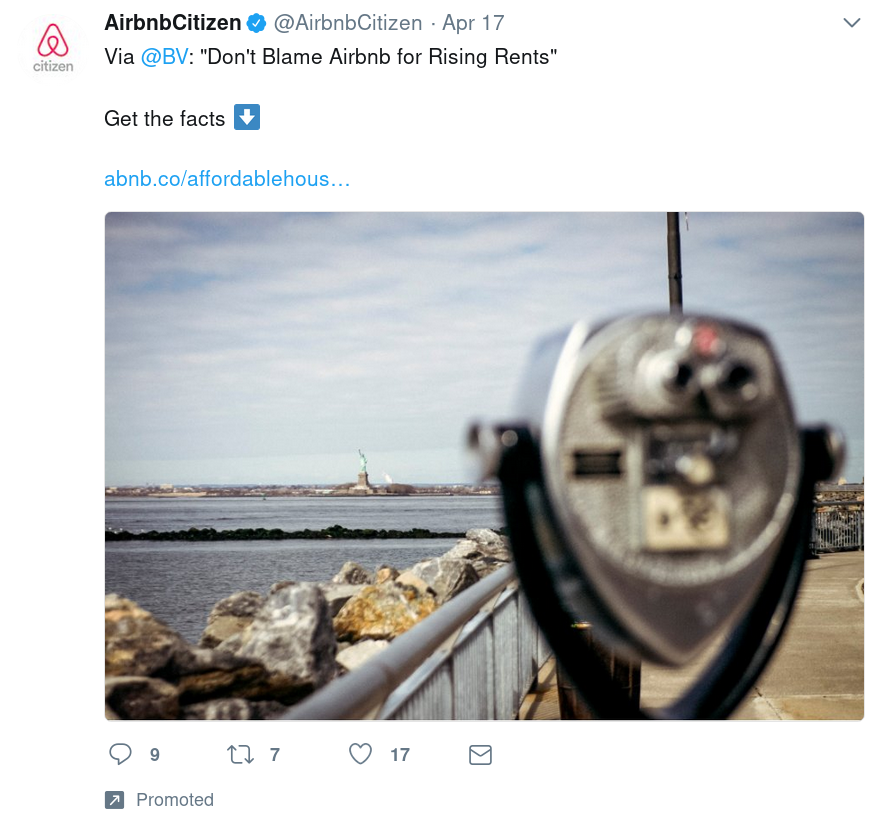 AirbnbCitizen @AirbnbCitizen · Apr 17
citizen
Via @BV: "Don't Blame Airbnb for Rising Rents"
Get the facts ⬇
abnb.co/affordablehous…
9 7 17
Promoted